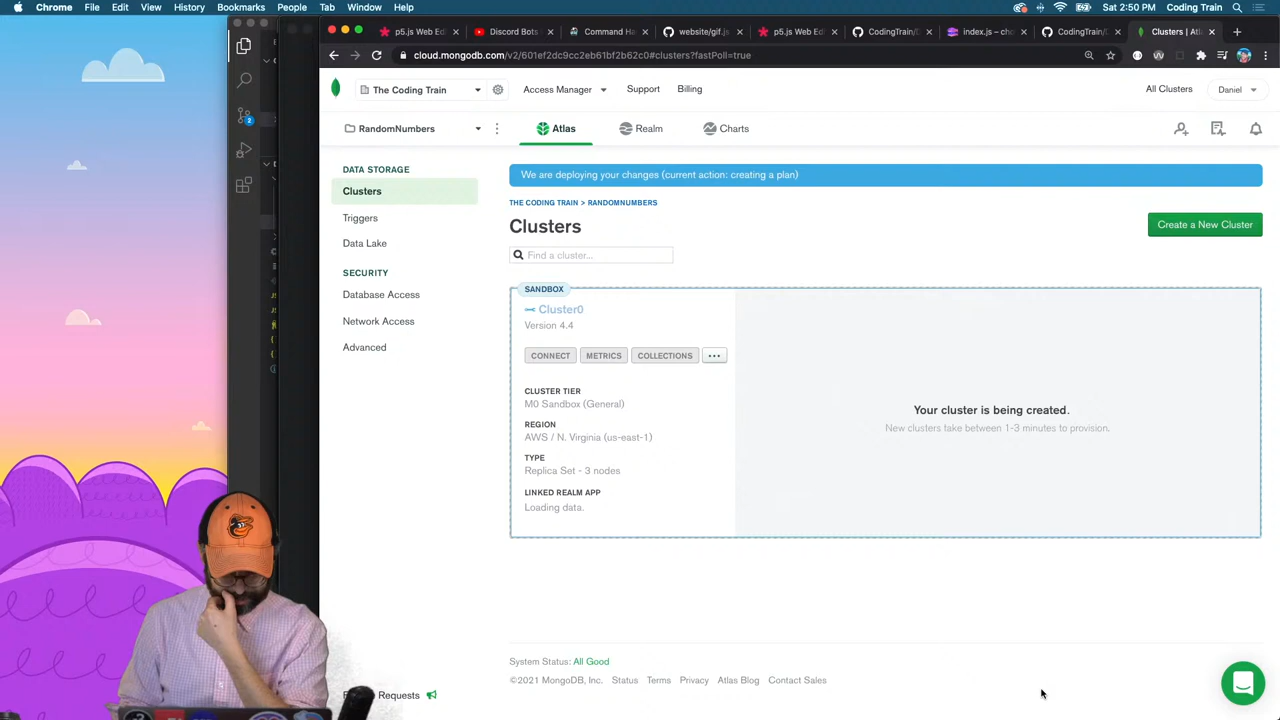 Chrome File Edit View History Bookmarks Profiles Tab Window Help
Sat 2:50 PM Coding Train
p5.js Web Edi
Discord Bots
Command Ha
website/gif.js
p5.js Web Edi
CodingTrain/
index.js – cho
CodingTrain/
Clusters | Atl
cloud.mongodb.com/v2/601ef2dc9cc2eb61bf2b62c0#clusters?fastPoll=true
The Coding Train
Access Manager
Support
Billing
All Clusters
Daniel
RandomNumbers
Atlas
Realm
Charts
DATA STORAGE
Clusters
Triggers
Data Lake
SECURITY
Database Access
Network Access
Advanced
We are deploying your changes (current action: creating a plan)
THE CODING TRAIN > RANDOMNUMBERS
Clusters
Create a New Cluster
Find a cluster...
SANDBOX
Cluster0
Version 4.4
CONNECT
METRICS
COLLECTIONS
CLUSTER TIER
M0 Sandbox (General)
REGION
AWS / N. Virginia (us-east-1)
TYPE
Replica Set - 3 nodes
LINKED REALM APP
Loading data.
Your cluster is being created.
New clusters take between 1-3 minutes to provision.
System Status: All Good
©2021 MongoDB, Inc. Status Terms Privacy Atlas Blog Contact Sales
Requests
2